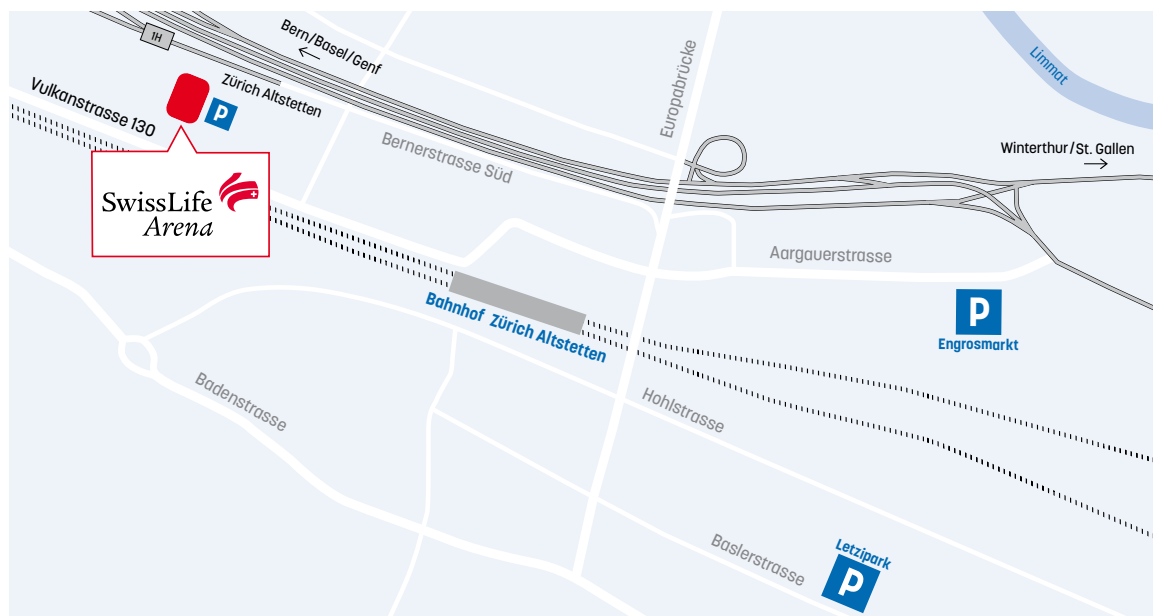 1H
Bern/Basel/Genf
Europabrücke
Limmat
Zürich Altstetten
Vulkanstrasse 130
P
Bernerstrasse Süd
Winterthur/St. Gallen
SwissLife
Arena
Aargauerstrasse
P
Engrosmarkt
Bahnhof Zürich Altstetten
Badenstrasse
Hohlstrasse
Baslerstrasse
Letzipark
P